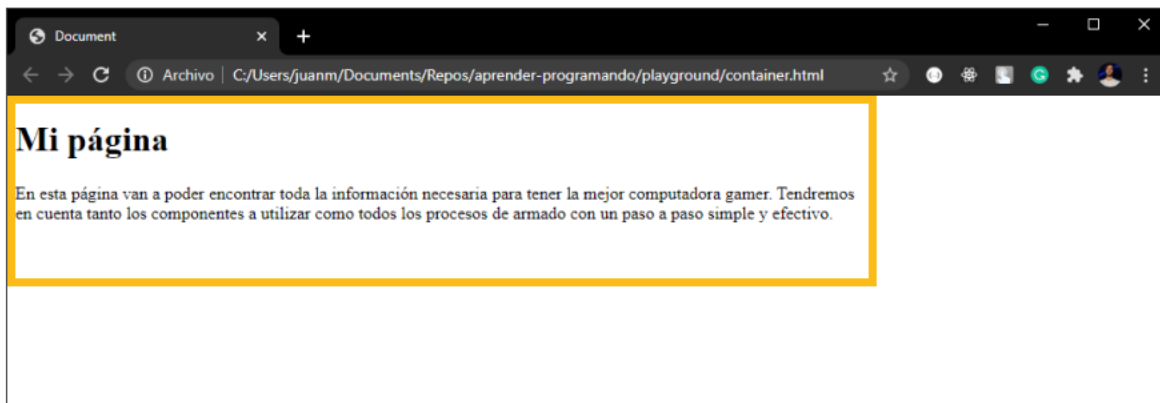 Document
Archivo C:/Users/juanm/Documents/Repos/aprender-programando/playground/container.html
Mi página
En esta página van a poder encontrar toda la información necesaria para tener la mejor computadora gamer. Tendremos
en cuenta tanto los componentes a utilizar como todos los procesos de armado con un paso a paso simple y efectivo.